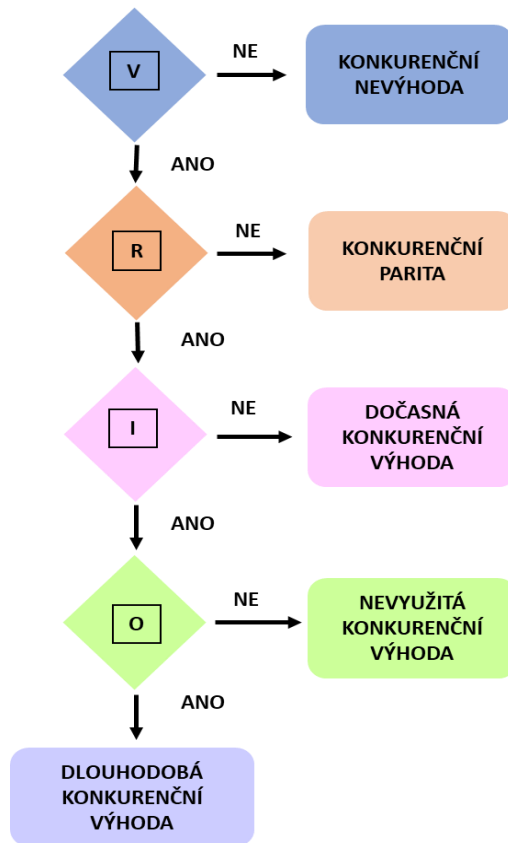 V
NE
KONKURENČNÍ
NEVÝHODA
ANO
R
NE
KONKURENČNÍ
PARITA
ANO
I
NE
DOČASNÁ
KONKURENČNÍ
VÝHODA
ANO
O
NE
NEVYUŽITÁ
KONKURENČNÍ
VÝHODA
ANO
DLOUHODOBÁ
KONKURENČNÍ
VÝHODA